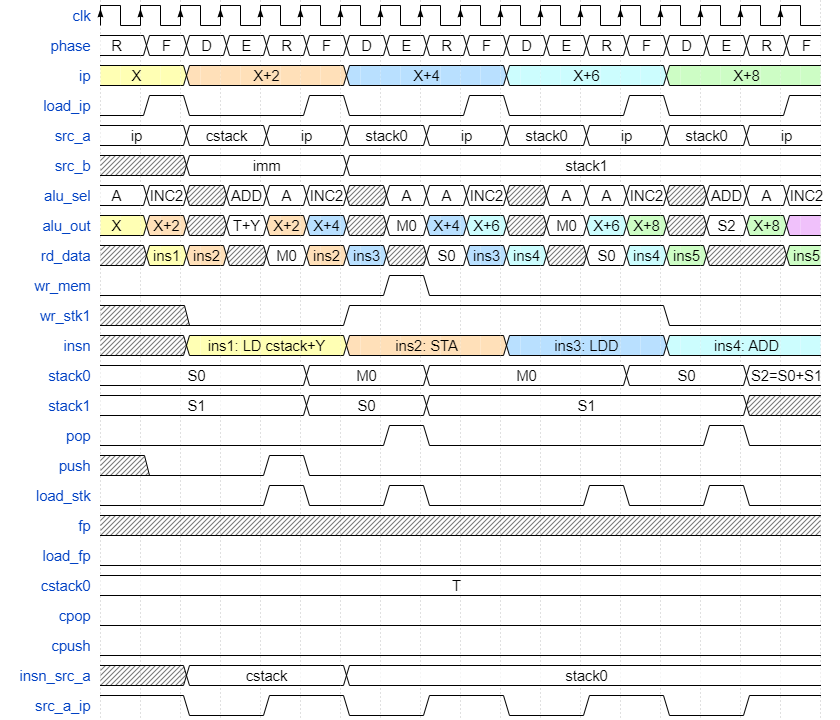 clk
phase R F D E R F D E R F D E R F D E R F
ip X X+2 X+4 X+6 X+8
load_ip
src_a ip cstack ip stack0 ip stack0 ip stack0 ip
src_b imm stack1
alu_sel A INC2 ADD A INC2 A A INC2 A A INC2 ADD A INC2
alu_out X X+2 T+Y X+2 X+4 M0 X+4 X+6 M0 X+6 X+8 S2 X+8
rd_data ins1 ins2 M0 ins2 ins3 S0 ins3 ins4 S0 ins4 ins5 ins5
wr_mem
wr_stk1
insn ins1: LD cstack+Y ins2: STA ins3: LDD ins4: ADD
stack0 S0 M0 M0 S0 S2=S0+S1
stack1 S1 S0 S1
pop
push
load_stk
fp
load_fp
cstack0 T
cpop
cpush
insn_src_a cstack stack0
src_a_ip